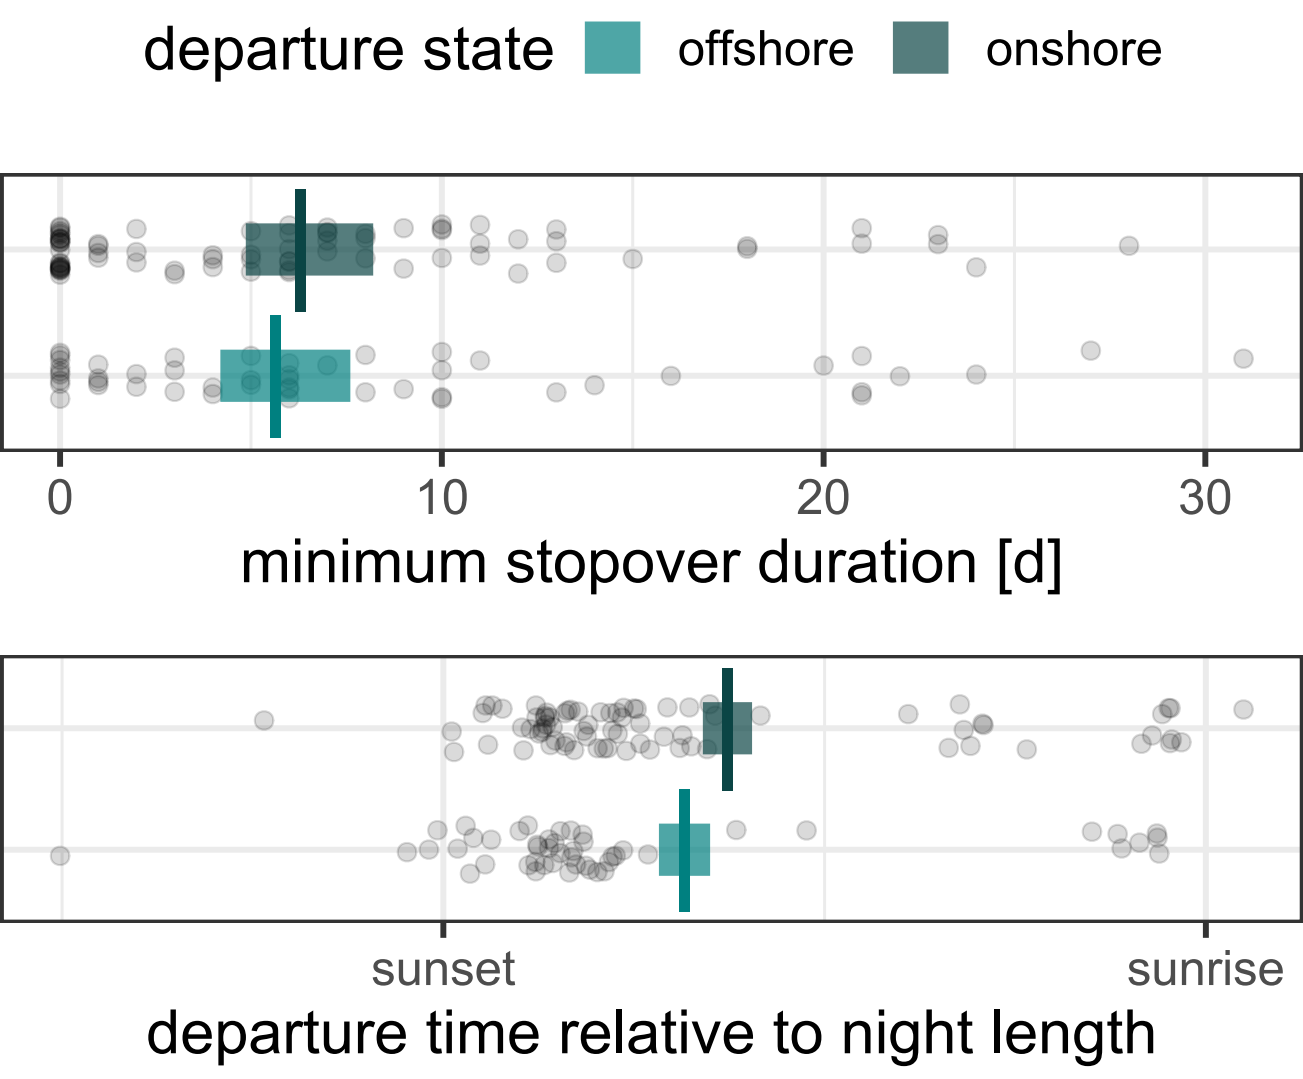 departure state offshore onshore
0 10 20 30
minimum stopover duration [d]
sunset sunrise
departure time relative to night length